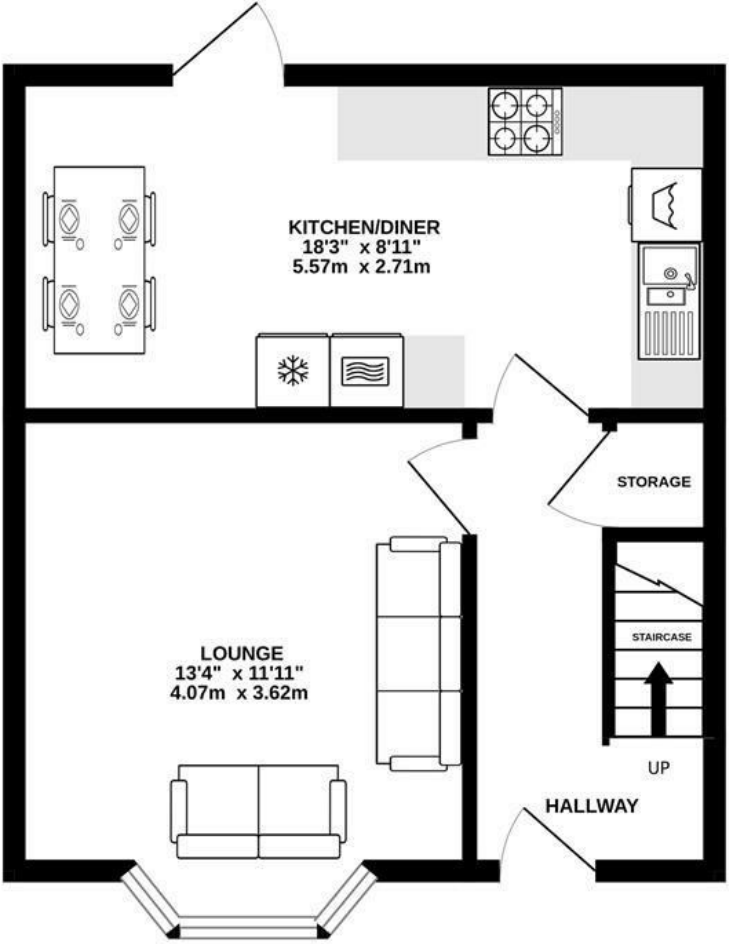 KITCHEN/DINER
18'3" x 8'11"
5.57m x 2.71m
STORAGE
STAIRCASE
LOUNGE
13'4" x 11'11"
4.07m x 3.62m
UP
HALLWAY